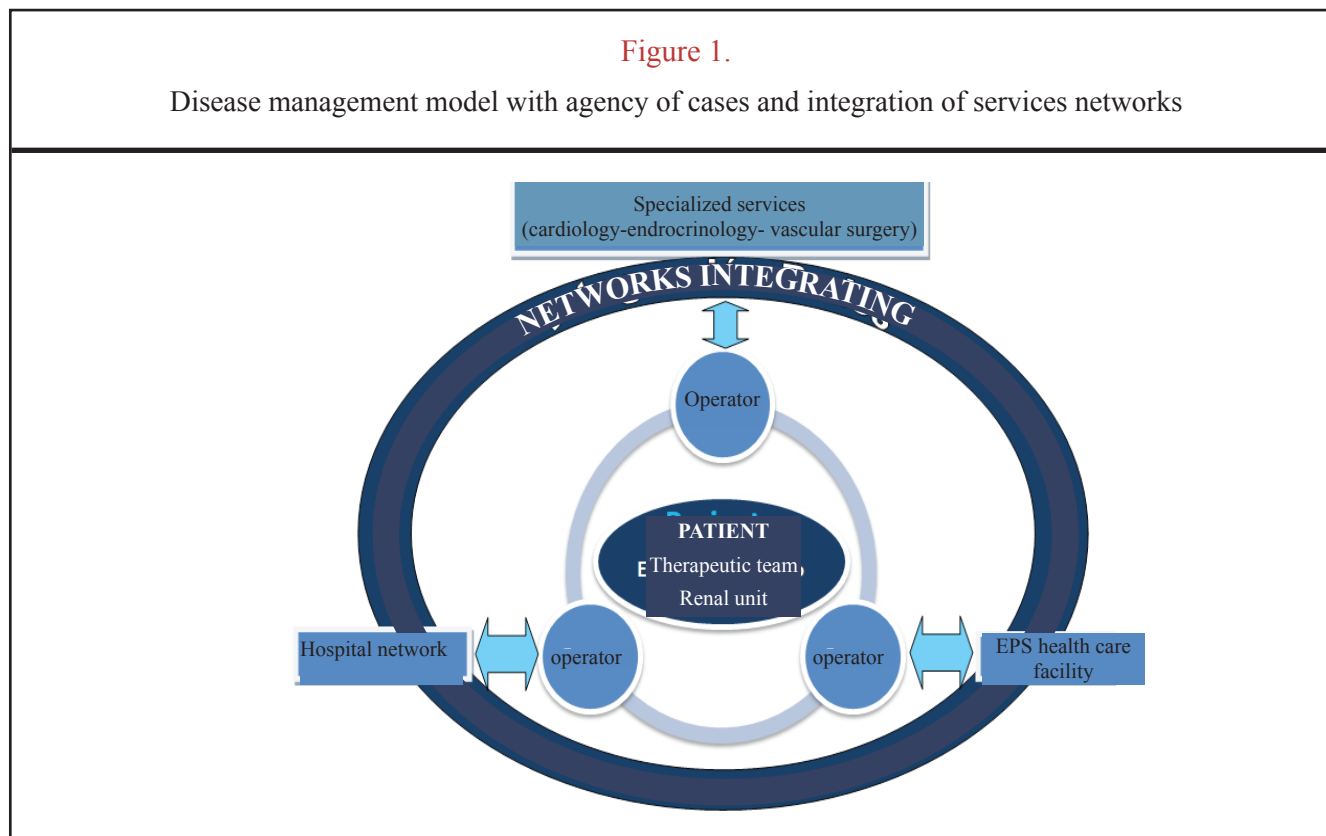 Figure 1.
Disease management model with agency of cases and integration of services networks
Specialized services
(cardiology-endrocrinology- vascular surgery)
NETWORKS INTEGRATING
Operator
PATIENT
Therapeutic team
Renal unit
Hospital network
operator
operator
EPS health care
facility